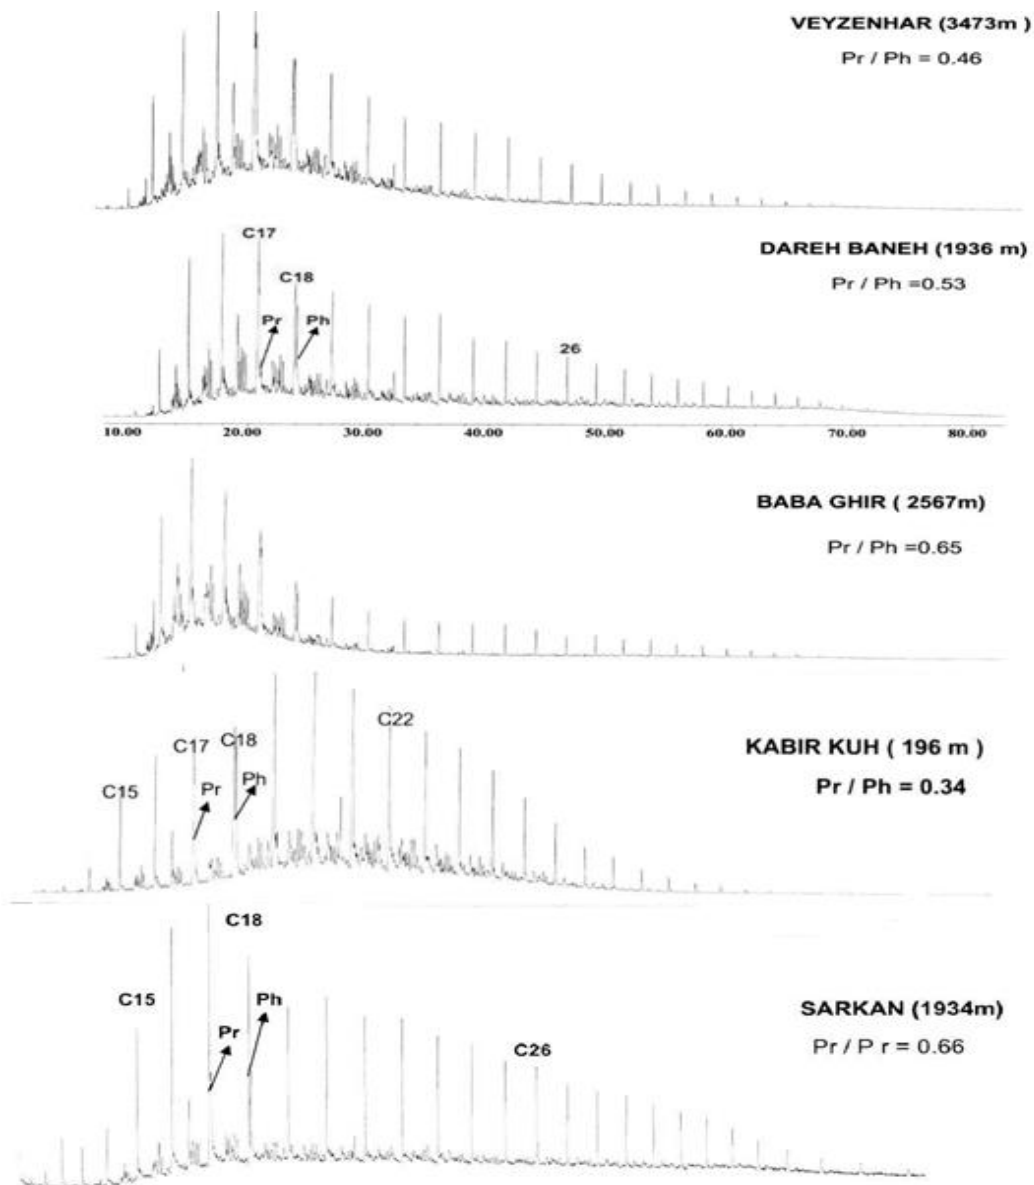 VEYZENHAR (3473m )
Pr / Ph = 0.46
C17
DAREH BANEH (1936 m)
C18
Pr / Ph =0.53
Pr
Ph
26
10.00 20.00 30.00 40.00 50.00 60.00 70.00 80.00
BABA GHIR ( 2567m)
Pr / Ph =0.65
C22
C17
C18
KABIR KUH ( 196 m )
Ph
Pr
C15
Pr / Ph = 0.34
C18
C15
Ph
SARKAN (1934m)
Pr
C26
Pr / P r = 0.66